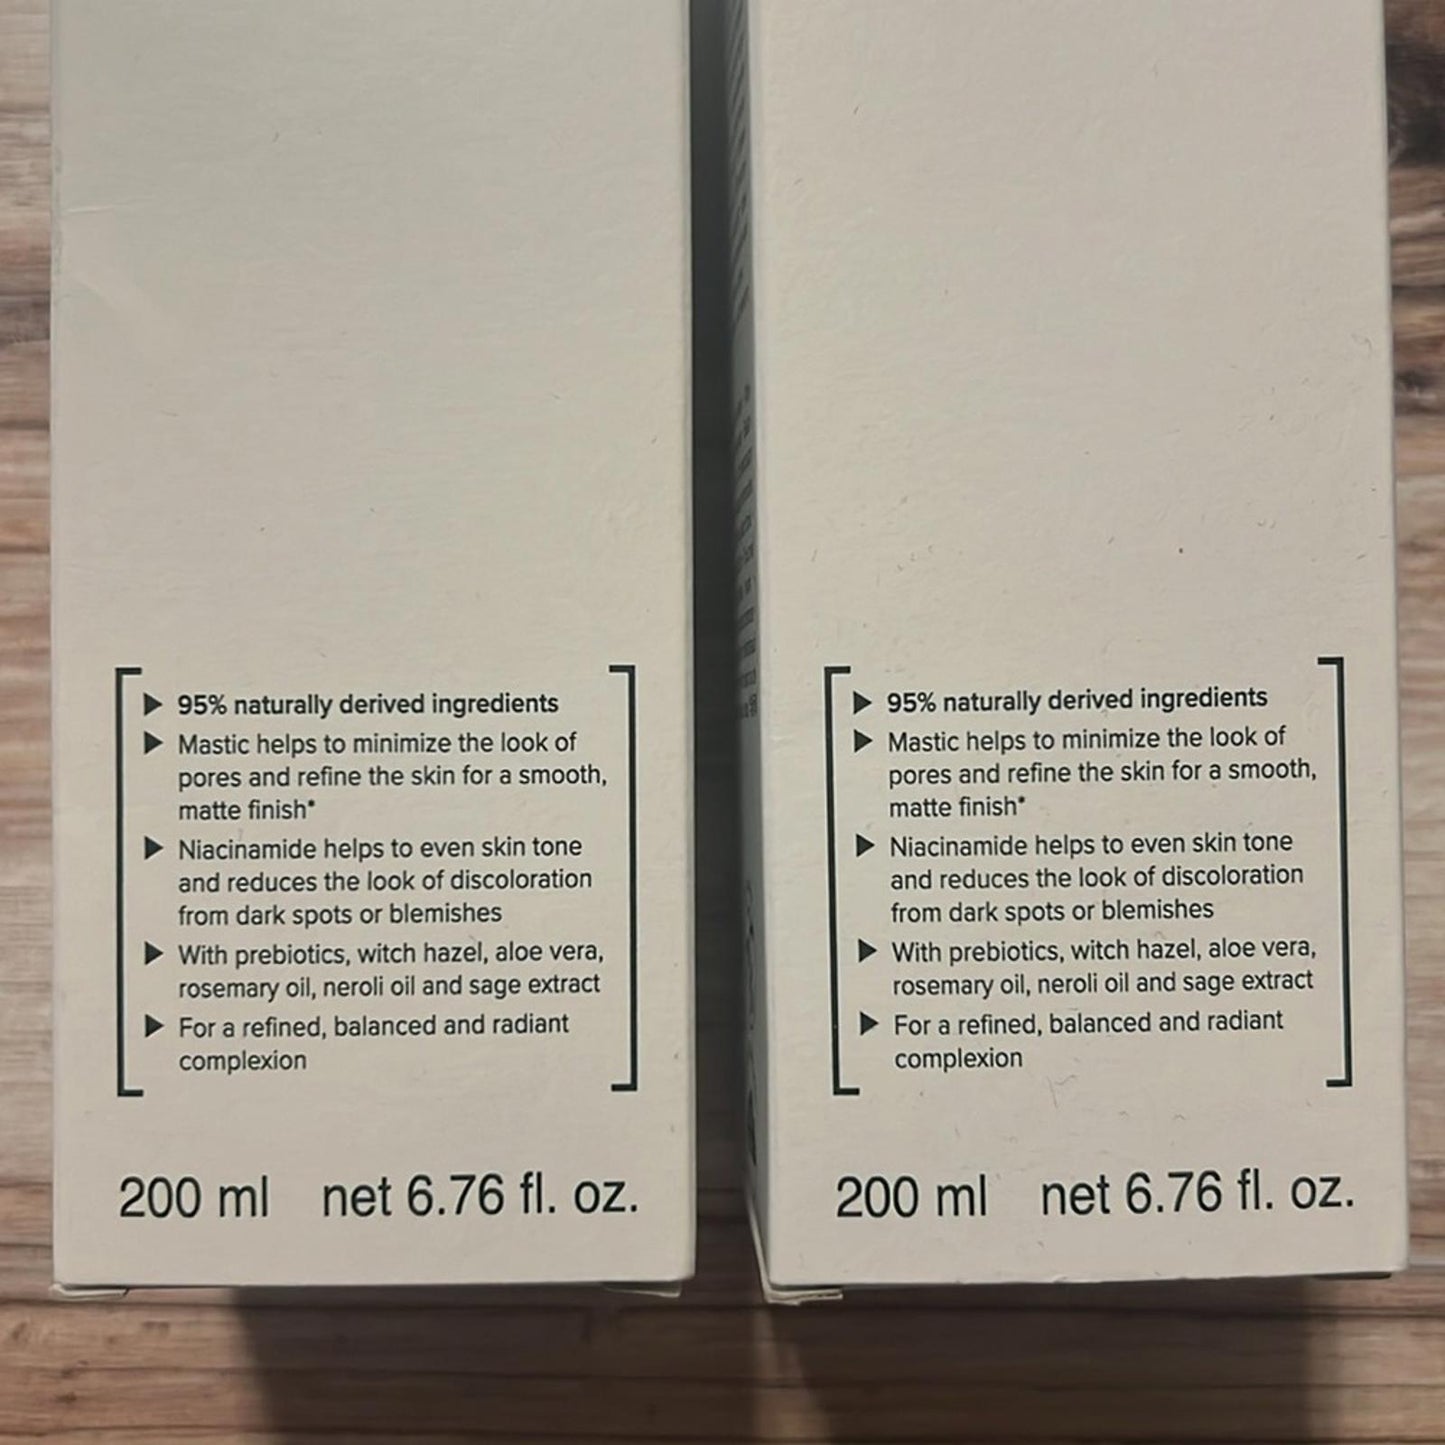 ▶ 95% naturally derived ingredients
▶ Mastic helps to minimize the look of
pores and refine the skin for a smooth,
matte finish*
▶ Niacinamide helps to even skin tone
and reduces the look of discoloration
from dark spots or blemishes
▶ With prebiotics, witch hazel, aloe vera,
rosemary oil, neroli oil and sage extract
▶ For a refined, balanced and radiant
complexion
200 ml net 6.76 fl. oz.
▶ 95% naturally derived ingredients
▶ Mastic helps to minimize the look of
pores and refine the skin for a smooth,
matte finish*
▶ Niacinamide helps to even skin tone
and reduces the look of discoloration
from dark spots or blemishes
▶ With prebiotics, witch hazel, aloe vera,
rosemary oil, neroli oil and sage extract
▶ For a refined, balanced and radiant
complexion
200 ml net 6.76 fl. oz.